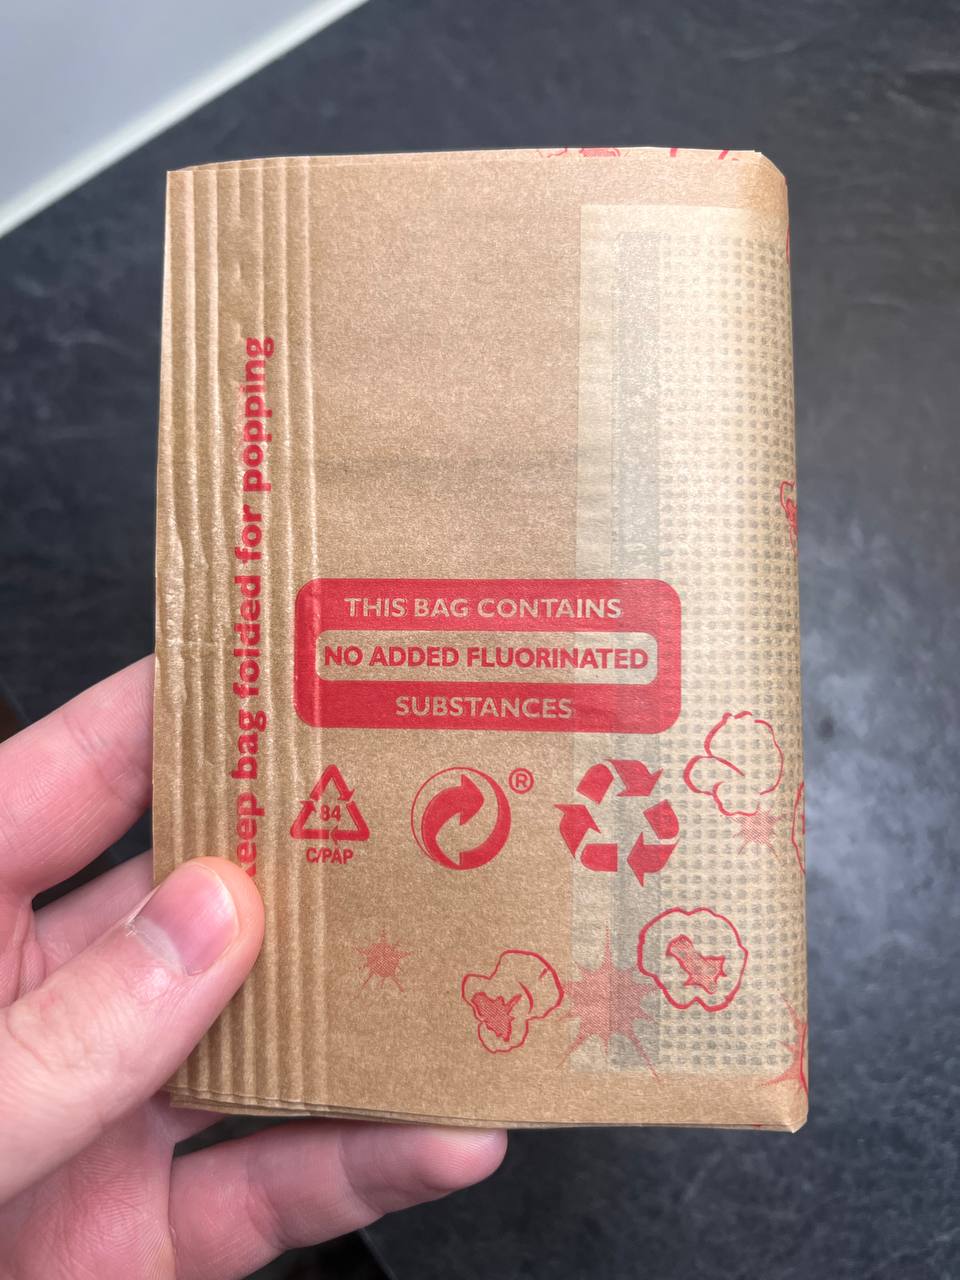 Keep bag folded for popping
THIS BAG CONTAINS
NO ADDED FLUORINATED
SUBSTANCES
84
C/PAP
®